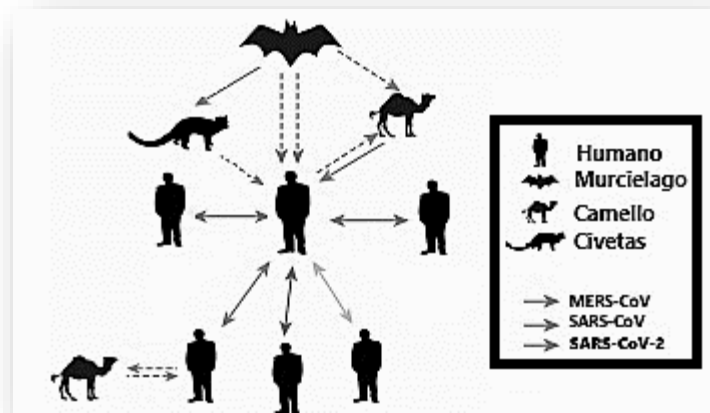 Humano
Murcielago
Camello
Civetas
MERS-CoV
SARS-CoV
SARS-CoV-2